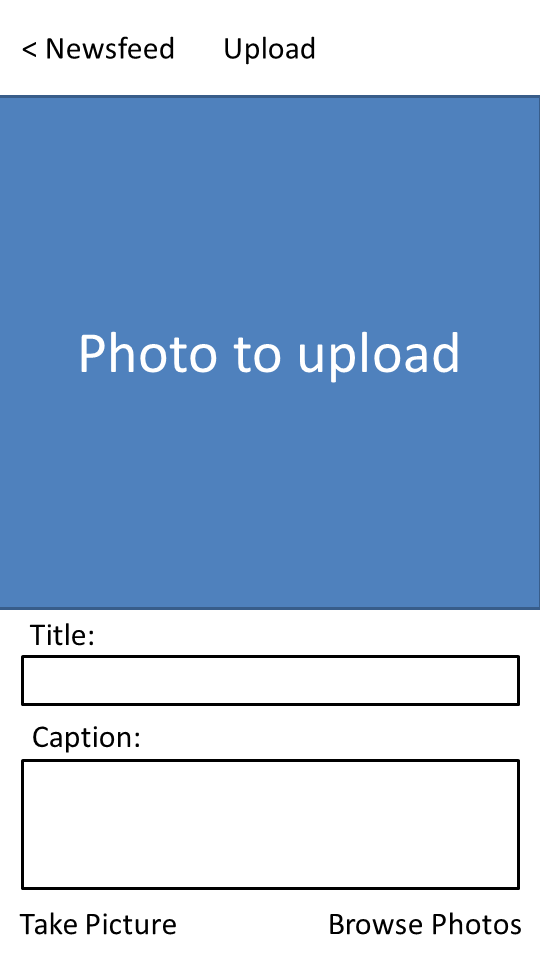 < Newsfeed Upload
Photo to upload
Title:
Caption:
Take Picture Browse Photos